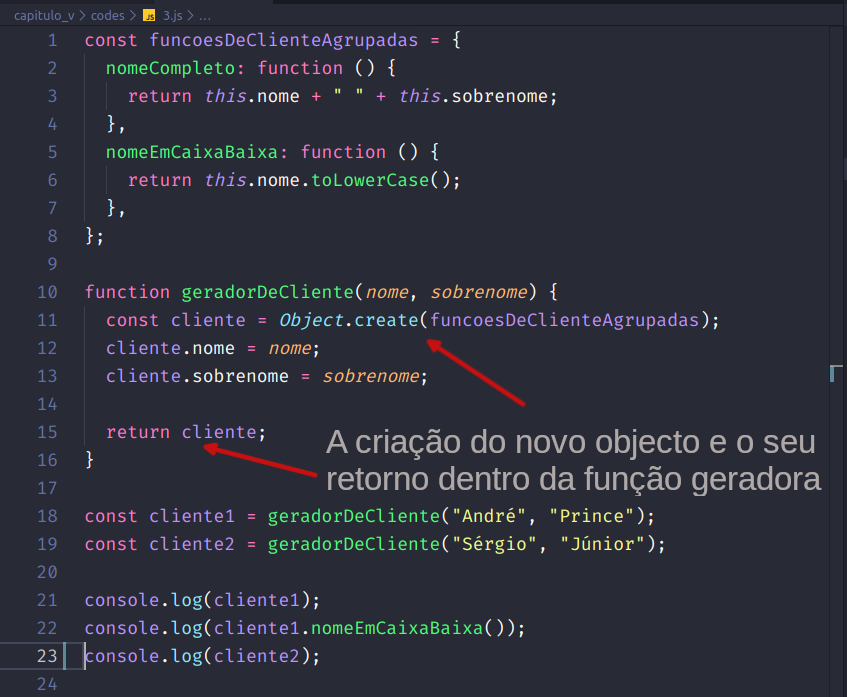 capitulo_v > codes > JS 3.js > ...
1 const funcoesDeClienteAgrupadas = {
2 nomeCompleto: function () {
3 return this.nome + " " + this.sobrenome;
4 },
5 nomeEmCaixaBaixa: function () {
6 return this.nome.toLowerCase();
7 },
8 };
9
10 function geradorDeCliente(nome, sobrenome) {
11 const cliente = Object.create(funcoesDeClienteAgrupadas);
12 cliente.nome = nome;
13 cliente.sobrenome = sobrenome;
14
15 return cliente;
16 }
A criação do novo objecto e o seu
retorno dentro da função geradora
17
18 const cliente1 = geradorDeCliente("André", "Prince");
19 const cliente2 = geradorDeCliente("Sérgio", "Júnior");
20
21 console.log(cliente1);
22 console.log(cliente1.nomeEmCaixaBaixa());
23 console.log(cliente2);
24